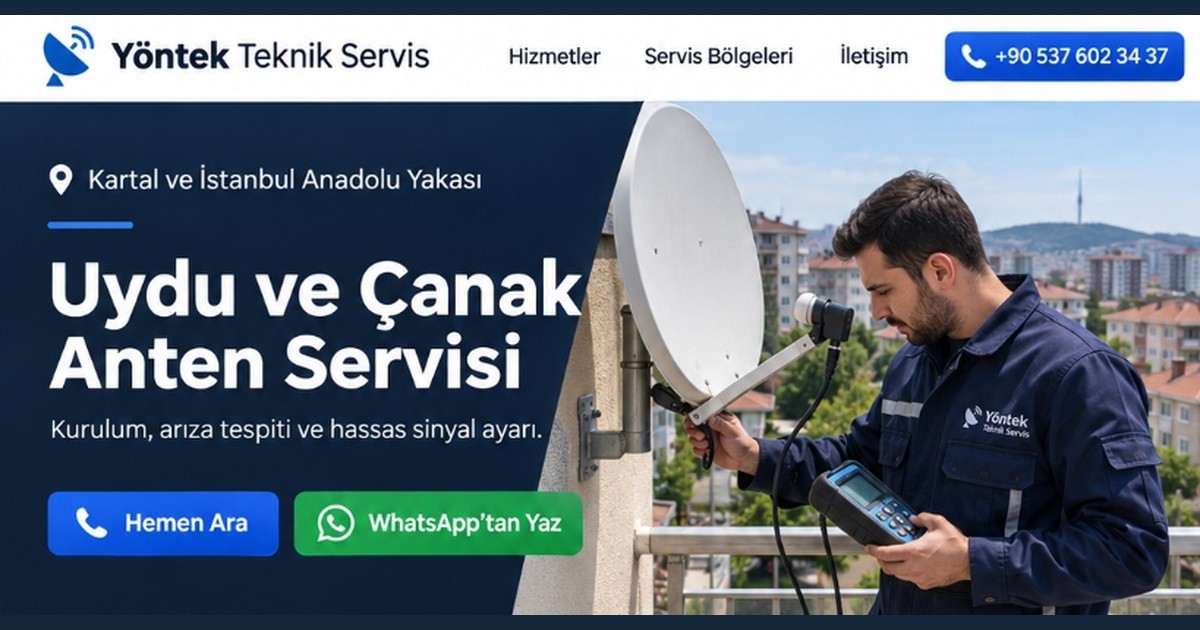 Yöntek Teknik Servis
Hizmetler
Servis Bölgeleri
İletişim
+90 537 602 34 37
Kartal ve İstanbul Anadolu Yakası
Uydu ve Çanak
Anten Servisi
Kurulum, arıza tespiti ve hassas sinyal ayarı.
Hemen Ara
WhatsApp'tan Yaz
Yöntek
Teknik Servis